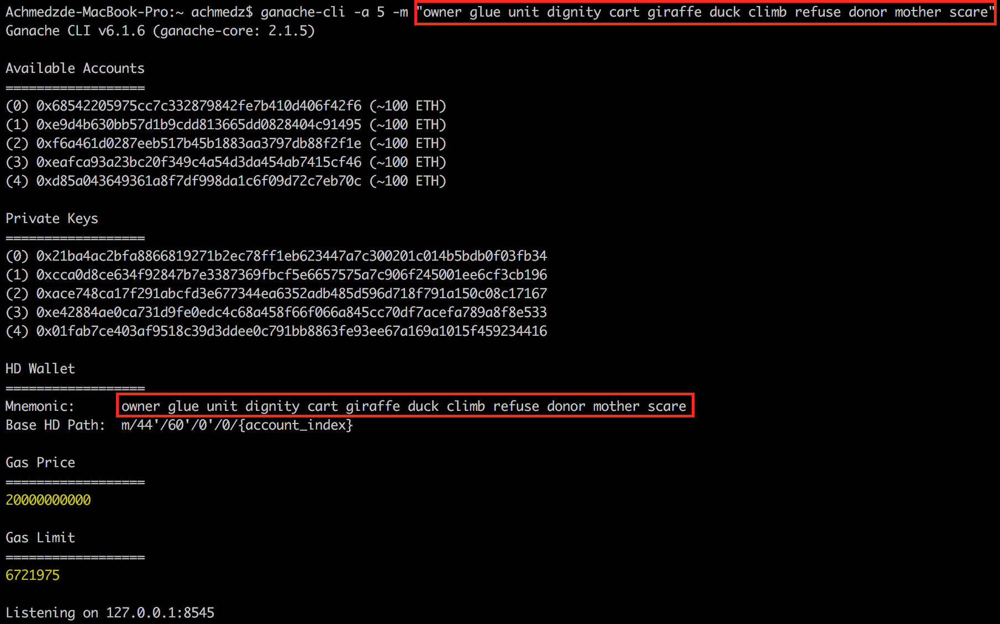 Achmedzde-MacBook-Pro:~ achmedz$ ganache-cli -a 5 -m "owner glue unit dignity cart giraffe duck climb refuse donor mother scare"
Ganache CLI v6.1.6 (ganache-core: 2.1.5)
Available Accounts
==================
(0) 0x68542205975cc7c332879842fe7b410d406f42f6 (~100 ETH)
(1) 0xe9d4b630bb57d1b9cdd813665dd0828404c91495 (~100 ETH)
(2) 0xf6a461d0287eeb517b45b1883aa3797db88f2f1e (~100 ETH)
(3) 0xeafca93a23bc20f349c4a54d3da454ab7415cf46 (~100 ETH)
(4) 0xd85a043649361a8f7df998da1c6f09d72c7eb70c (~100 ETH)
Private Keys
==================
(0) 0x21ba4ac2bfa8866819271b2ec78ff1eb623447a7c300201c014b5bdb0f03fb34
(1) 0xcca0d8ce634f92847b7e3387369fbcf5e6657575a7c906f245001ee6cf3cb196
(2) 0xace748ca17f291abcfd3e677344ea6352adb485d596d718f791a150c08c17167
(3) 0xe42884ae0ca731d9fe0edc4c68a458f66f066a845cc70df7acefa789a8f8e533
(4) 0x01fab7ce403af9518c39d3ddee0c791bb8863fe93ee67a169a1015f459234416
HD Wallet
==================
Mnemonic:      owner glue unit dignity cart giraffe duck climb refuse donor mother scare
Base HD Path:  m/44'/60'/0'/0/{account_index}
Gas Price
==================
20000000000
Gas Limit
==================
6721975
Listening on 127.0.0.1:8545